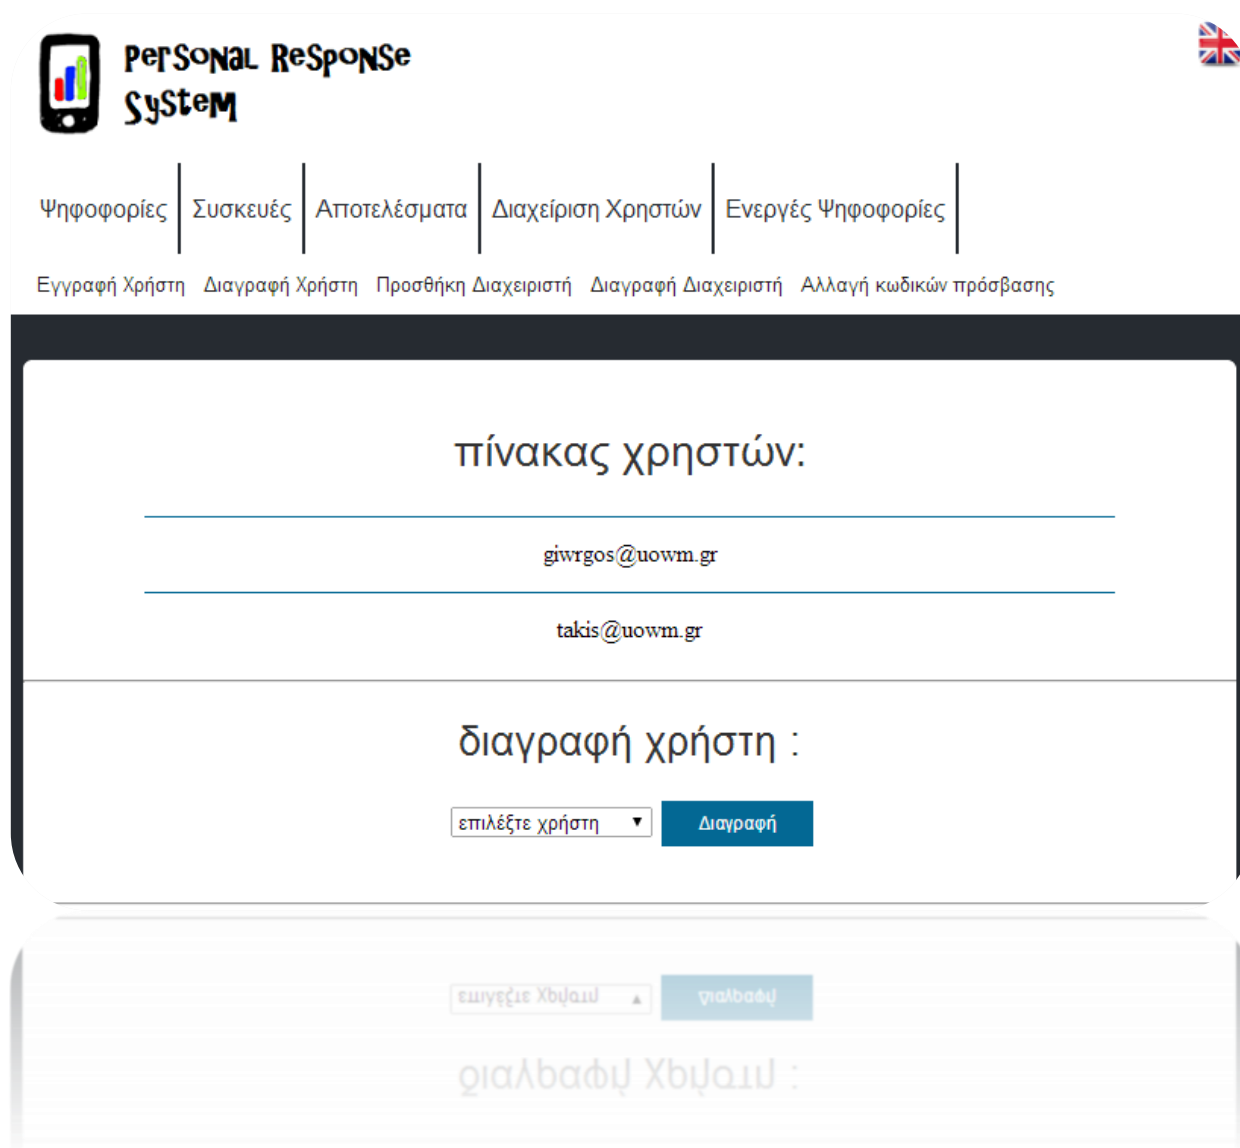 Personal Response
System
Ψηφοφορίες Συσκευές Αποτελέσματα Διαχείριση Χρηστών Ενεργές Ψηφοφορίες
Εγγραφή Χρήστη Διαγραφή Χρήστη Προσθήκη Διαχειριστή Διαγραφή Διαχειριστή Αλλαγή κωδικών πρόσβασης
πίνακας χρηστών:
giwrgos@uowm.gr
takis@uowm.gr
διαγραφή χρήστη :
επιλέξτε χρήστη Διαγραφή